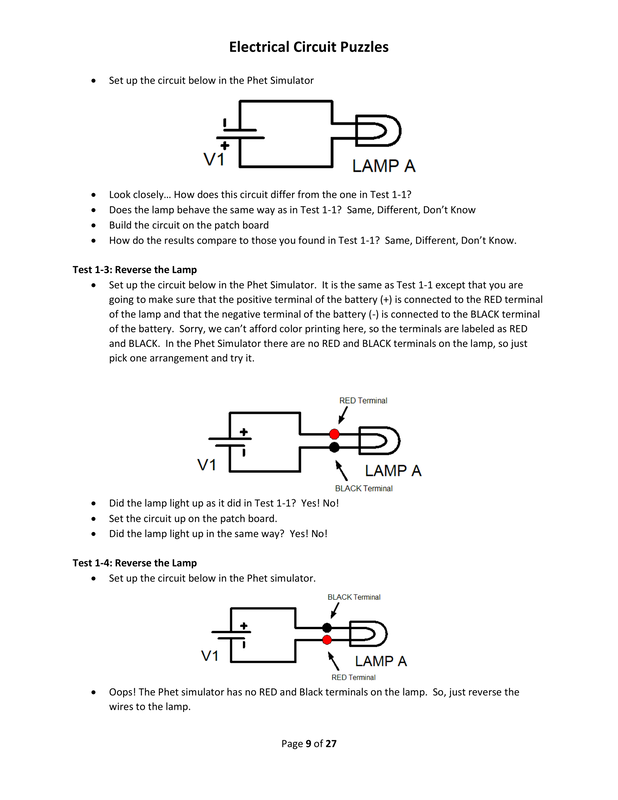 Electrical Circuit Puzzles
• Set up the circuit below in the Phet Simulator
-
+
V1
LAMP A
• Look closely… How does this circuit differ from the one in Test 1-1?
• Does the lamp behave the same way as in Test 1-1?  Same, Different, Don’t Know
• Build the circuit on the patch board
• How do the results compare to those you found in Test 1-1?  Same, Different, Don’t Know.
Test 1-3: Reverse the Lamp
• Set up the circuit below in the Phet Simulator.  It is the same as Test 1-1 except that you are
going to make sure that the positive terminal of the battery (+) is connected to the RED terminal
of the lamp and that the negative terminal of the battery (-) is connected to the BLACK terminal
of the battery.  Sorry, we can’t afford color printing here, so the terminals are labeled as RED
and BLACK.  In the Phet Simulator there are no RED and BLACK terminals on the lamp, so just
pick one arrangement and try it.
RED Terminal
+
-
V1
LAMP A
BLACK Terminal
• Did the lamp light up as it did in Test 1-1?  Yes! No!
• Set the circuit up on the patch board.
• Did the lamp light up in the same way?  Yes! No!
Test 1-4: Reverse the Lamp
• Set up the circuit below in the Phet simulator.
BLACK Terminal
+
-
V1
LAMP A
RED Terminal
• Oops! The Phet simulator has no RED and Black terminals on the lamp.  So, just reverse the
wires to the lamp.
Page 9 of 27